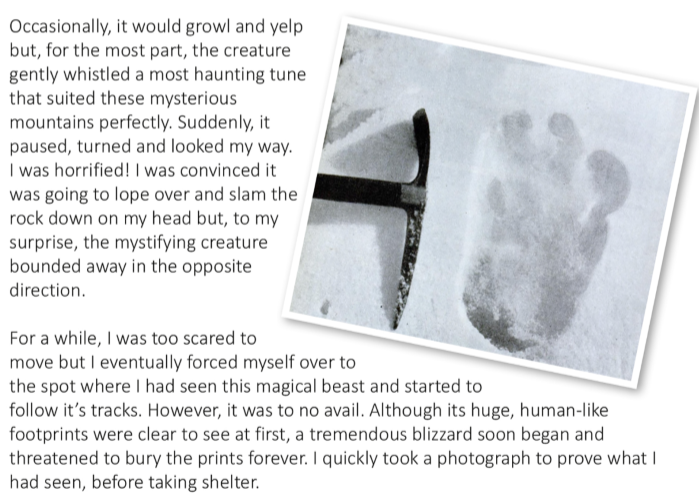 Occasionally, it would growl and yelp
but, for the most part, the creature
gently whistled a most haunting tune
that suited these mysterious
mountains perfectly. Suddenly, it
paused, turned and looked my way.
I was horrified! I was convinced it
was going to lope over and slam the
rock down on my head but, to my
surprise, the mystifying creature
bounded away in the opposite
direction.
For a while, I was too scared to
move but I eventually forced myself over to
the spot where I had seen this magical beast and started to
follow it’s tracks. However, it was to no avail. Although its huge, human-like
footprints were clear to see at first, a tremendous blizzard soon began and
threatened to bury the prints forever. I quickly took a photograph to prove what I
had seen, before taking shelter.